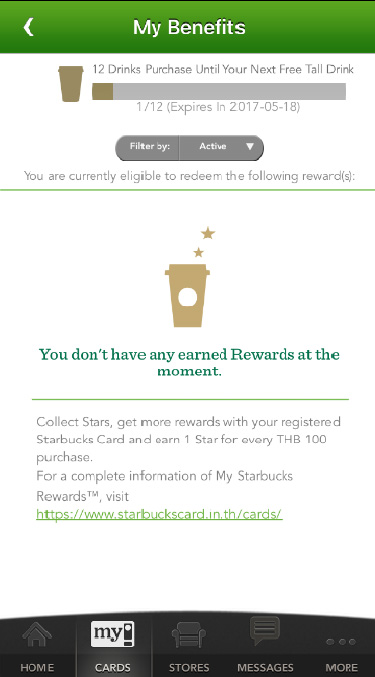 My Benefits
12 Drinks Purchase Until Your Next Free Tall Drink
1/12 (Expires In 2017-05-18)
Filter by: Active
You are currently eligible to redeem the following reward(s):
You don't have any earned Rewards at the
moment.
Collect Stars, get more rewards with your registered
Starbucks Card and earn 1 Star for every THB 100
purchase.
For a complete information of My Starbucks
Rewards™, visit
https://www.starbuckscard.in.th/cards/
my!
HOME CARDS STORES MESSAGES MORE